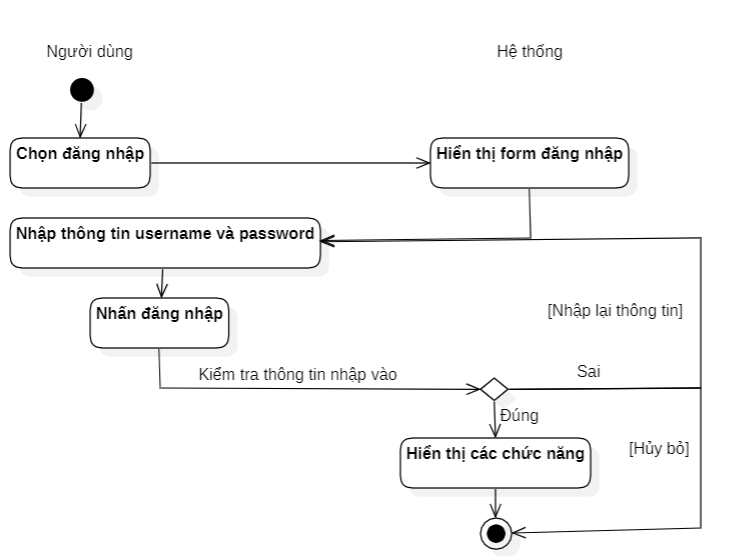 Người dùng
Hệ thống
Chọn đăng nhập
Hiển thị form đăng nhập
Nhập thông tin username và password
Nhấn đăng nhập
[Nhập lại thông tin]
Kiểm tra thông tin nhập vào
Sai
Đúng
Hiển thị các chức năng
[Hủy bỏ]